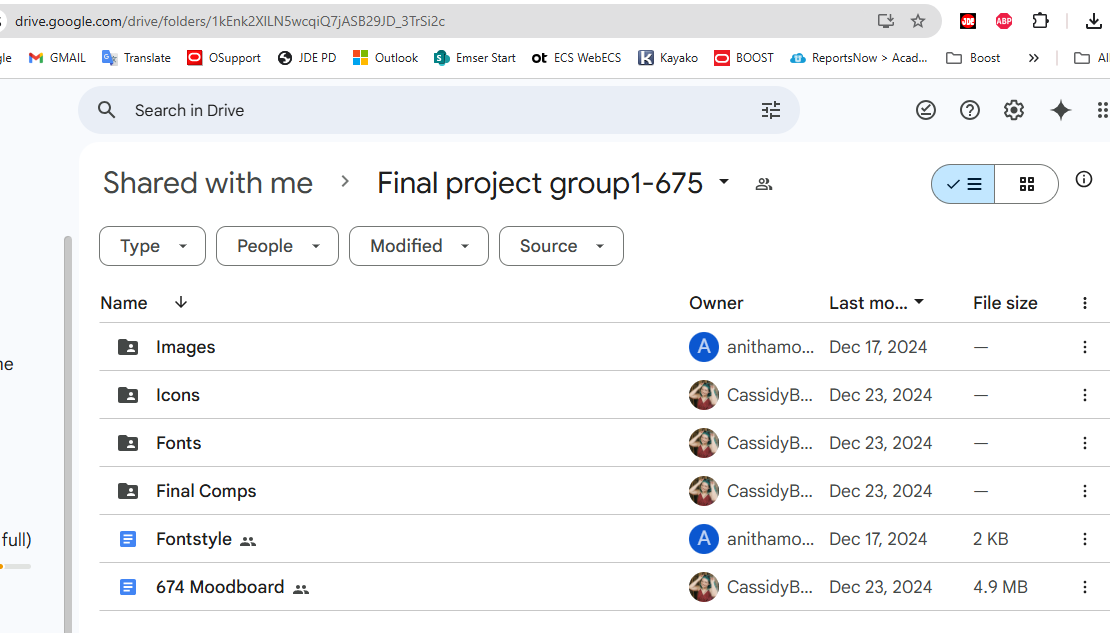 drive.google.com/drive/folders/1kEnk2XlLN5wcqiQ7jASB29JD_3TrSi2c
JDE ABP
gle GMAIL Translate OSupport JDE PD Outlook Emser Start ot ECS WebECS Kayako BOOST ReportsNow > Acad... Boost » Al
Search in Drive
Shared with me > Final project group1-675
Type People Modified Source
Name Owner Last mo... File size
Images A anithamo... Dec 17, 2024 —
ne
Icons CassidyB... Dec 23, 2024 —
Fonts CassidyB... Dec 23, 2024 —
Final Comps CassidyB... Dec 23, 2024 —
full) Fontstyle A anithamo... Dec 17, 2024 2 KB
674 Moodboard CassidyB... Dec 23, 2024 4.9 MB